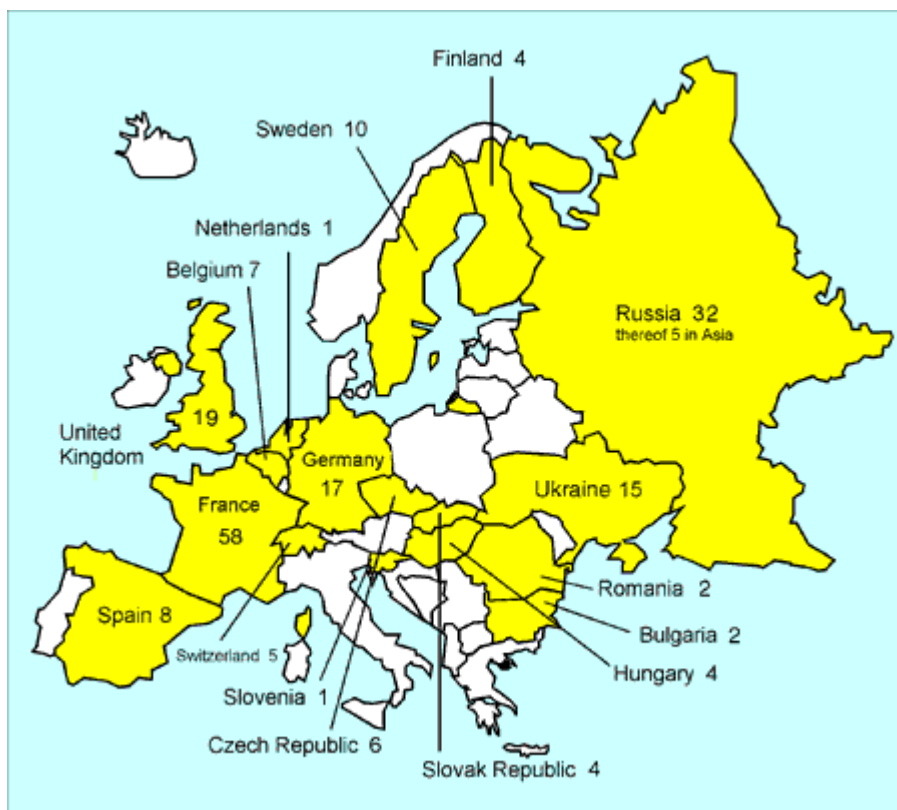 Finland 4
Sweden 10
Netherlands 1
Belgium 7
Russia 32
thereof 5 in Asia
19
United
Kingdom
Germany
17
Ukraine 15
France
58
Romania 2
Spain 8
Bulgaria 2
Switzerland 5
Hungary 4
Slovenia 1
Czech Republic 6
Slovak Republic 4